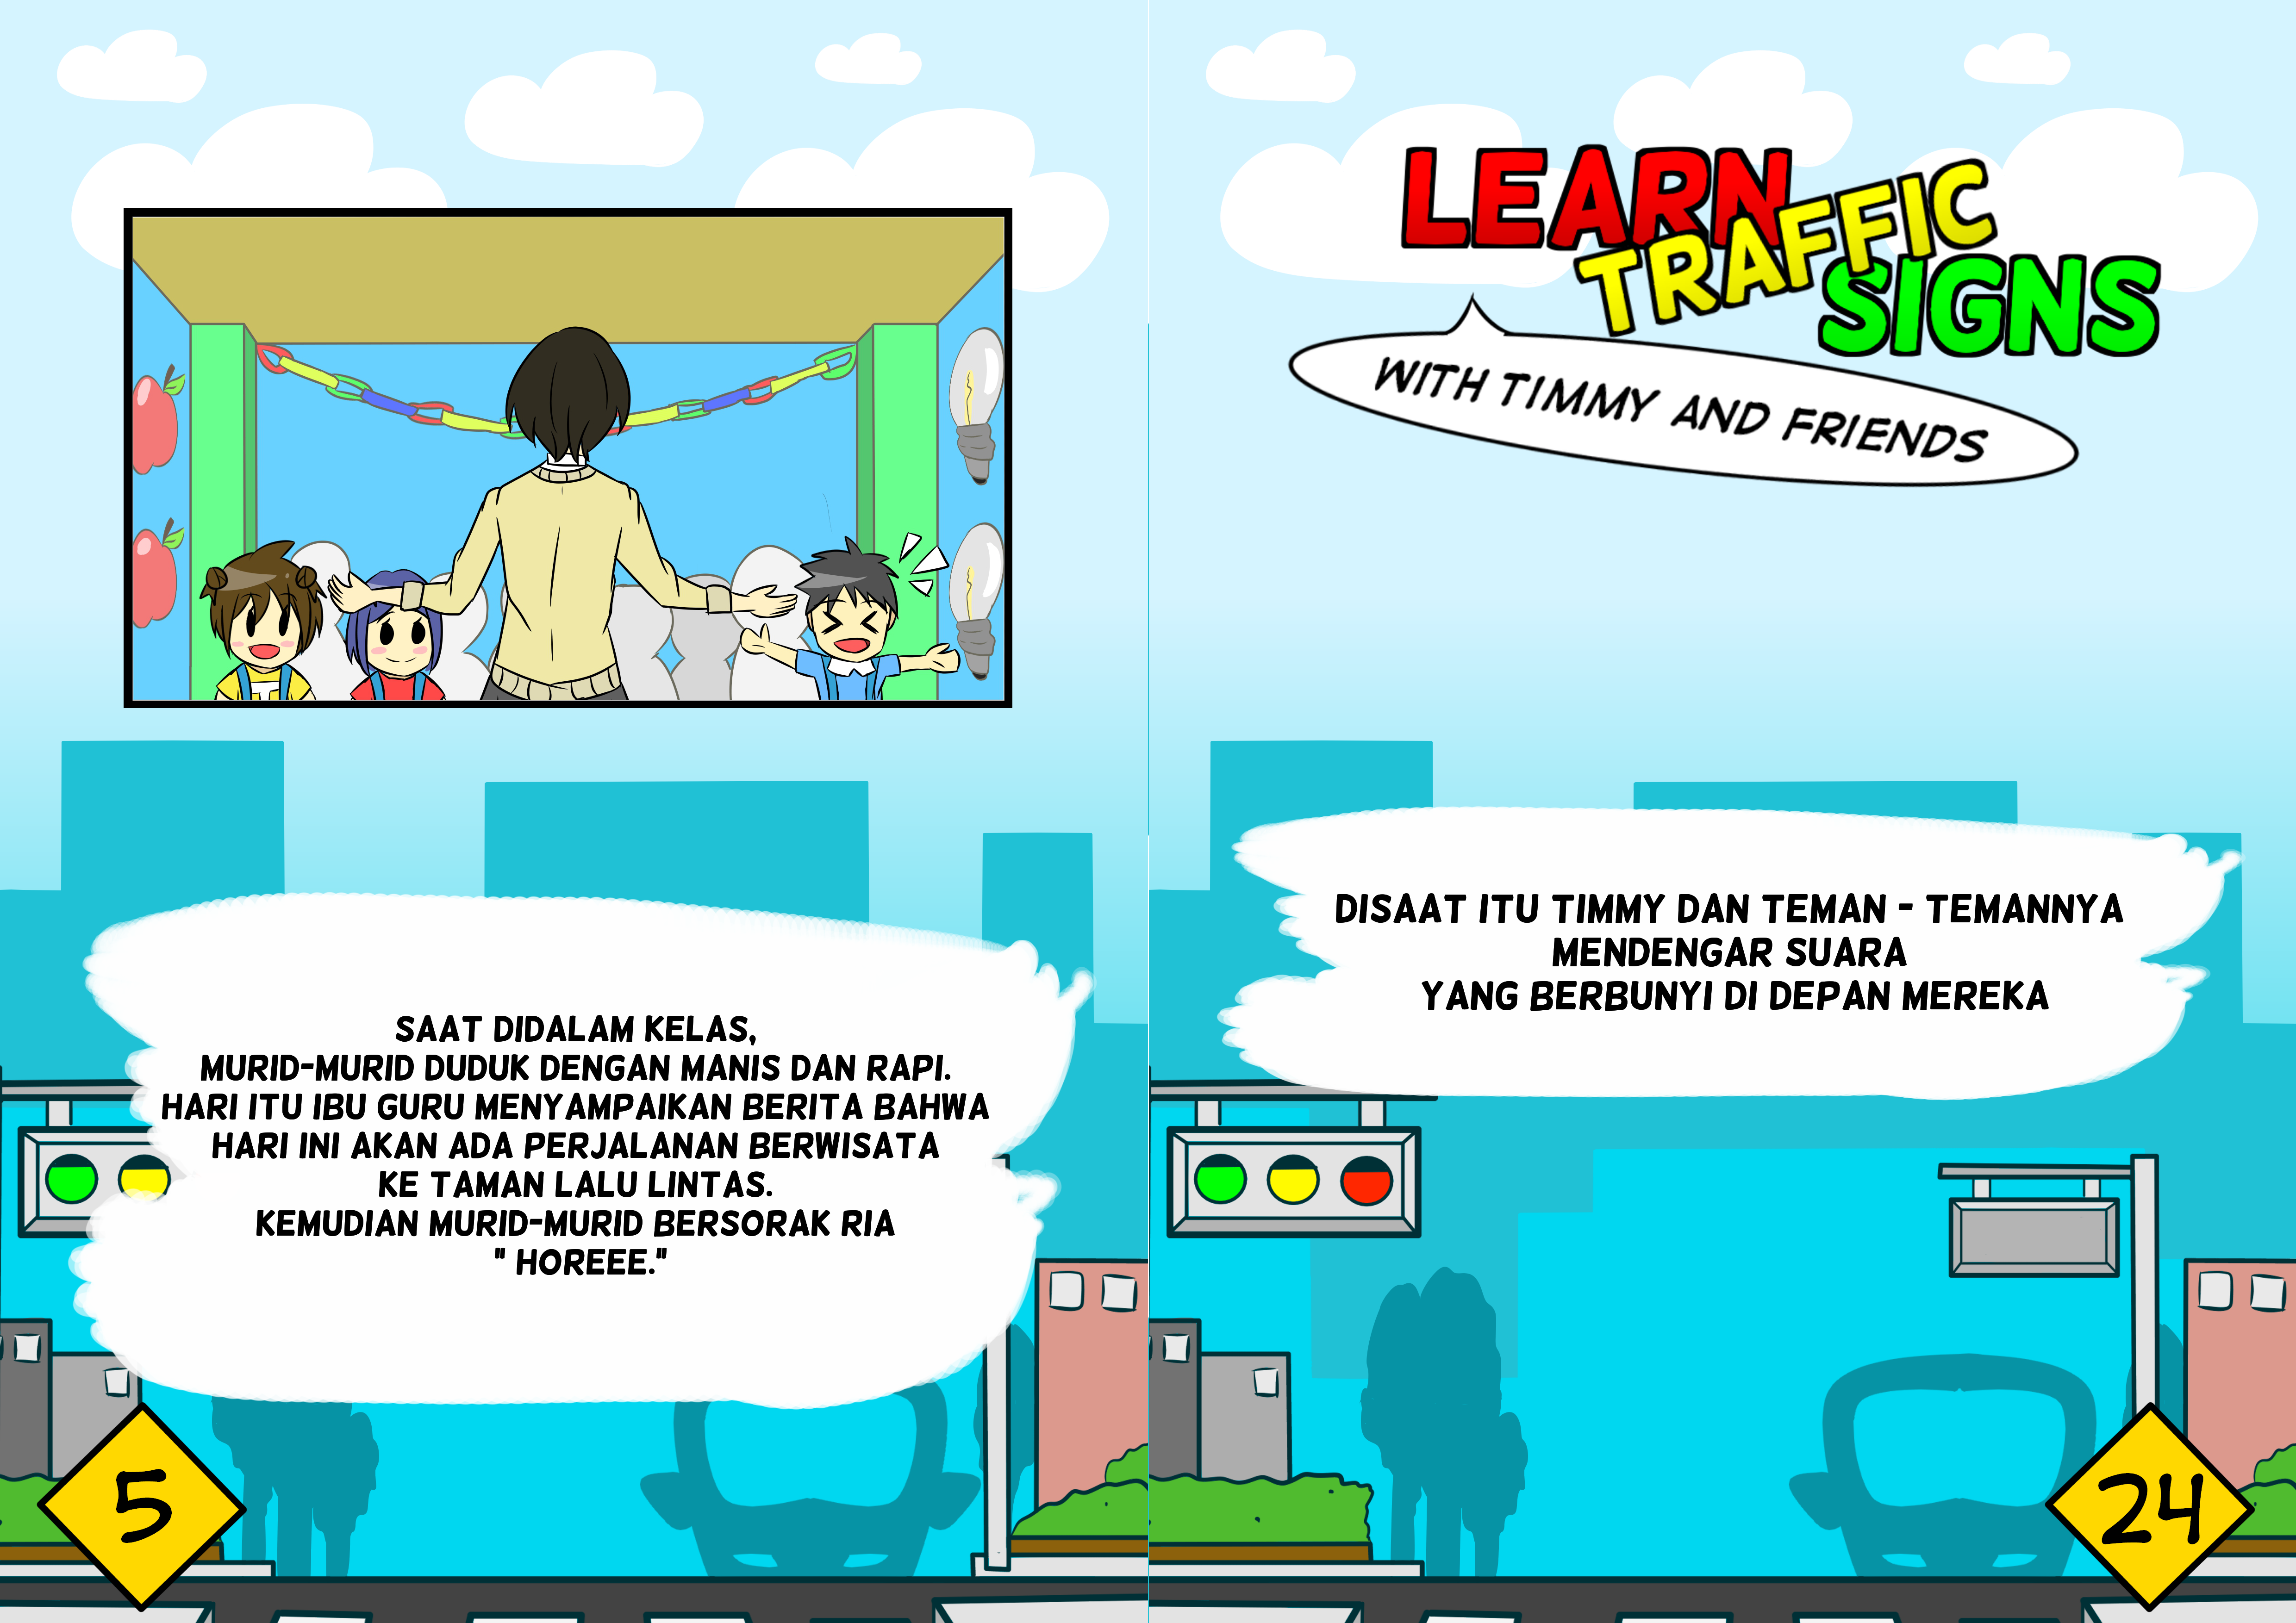 SAAT DIDALAM KELAS,
MURID-MURID DUDUK DENGAN MANIS DAN RAPI.
HARI ITU IBU GURU MENYAMPAIKAN BERITA BAHWA
HARI INI AKAN ADA PERJALANAN BERWISATA
KE TAMAN LALU LINTAS.
KEMUDIAN MURID-MURID BERSORAK RIA
" HOREEE."
5
LEARN
TRAFFIC
SIGNS
WITH TIMMY AND FRIENDS
DISAAT ITU TIMMY DAN TEMAN - TEMANNYA
MENDENGAR SUARA
YANG BERBUNYI DI DEPAN MEREKA
24